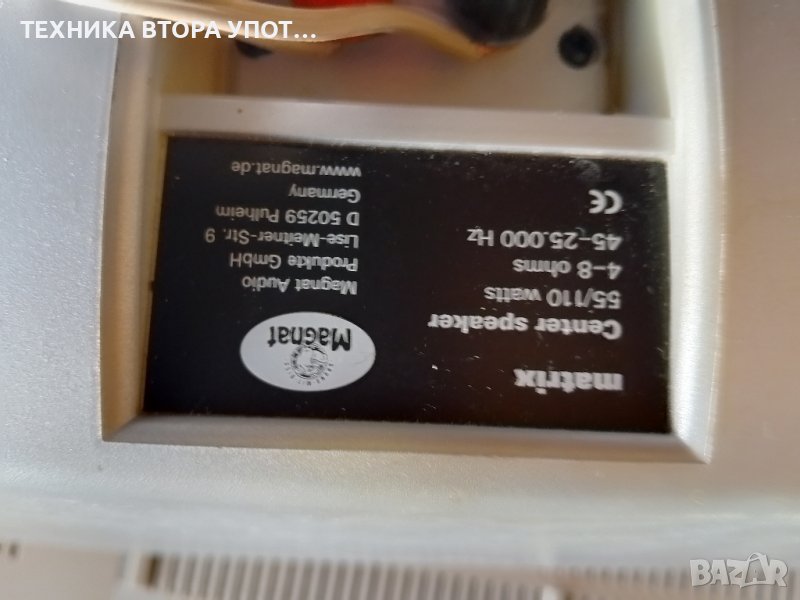 ТЕХНИКА ВТОРА УПОТ...
matrix
Center speaker
55/110 watts
4–8 ohms
45–25.000 Hz
CE
MAGNAT
Magnat Audio
Produkte GmbH
Lise-Meitner-Str. 9
D 50259 Pulheim
Germany
www.magnat.de
BAZAR